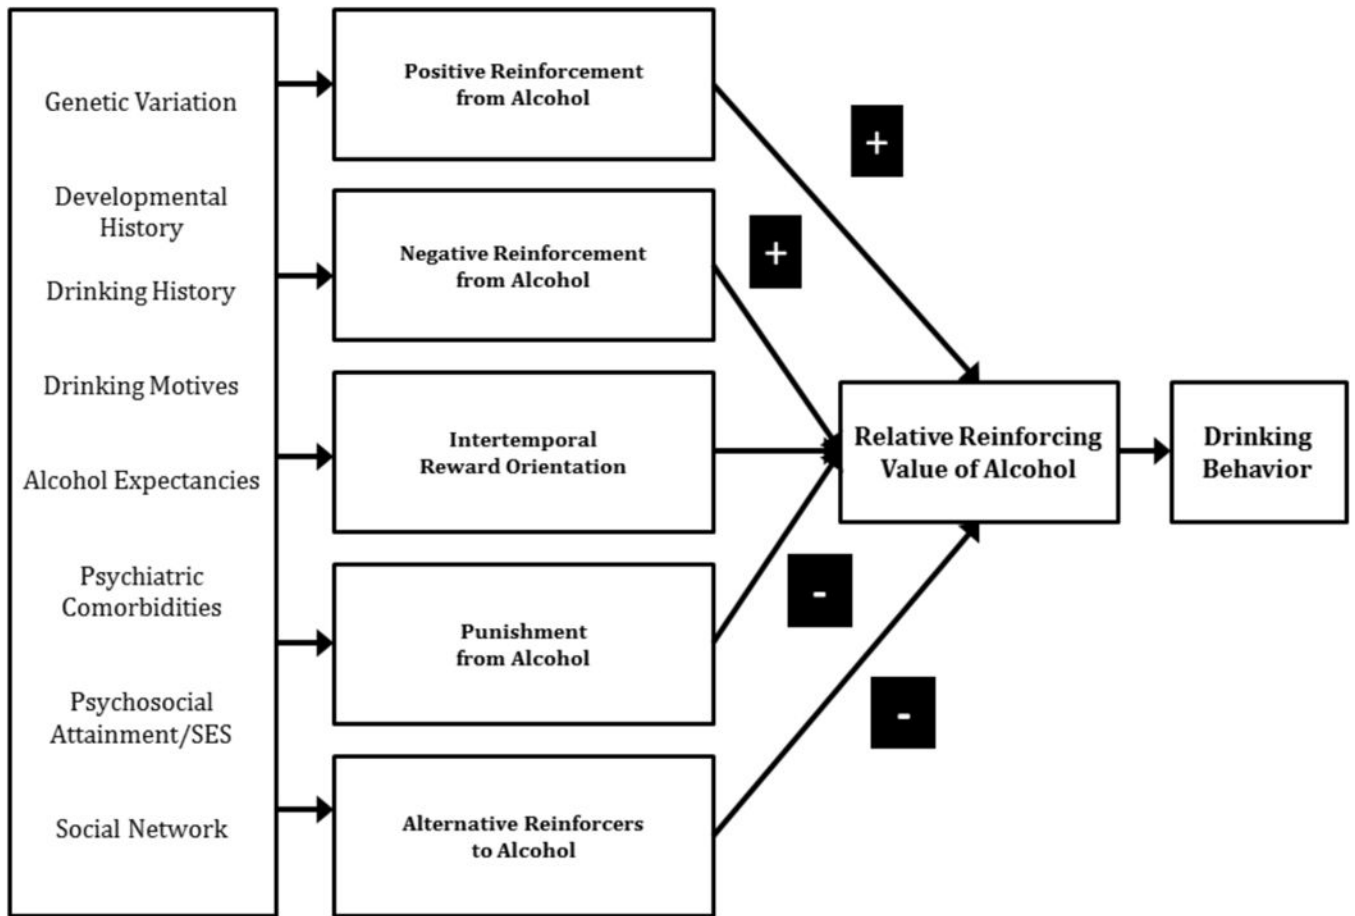 Genetic Variation
Developmental
History
Drinking History
Drinking Motives
Alcohol Expectancies
Psychiatric
Comorbidities
Psychosocial
Attainment/SES
Social Network
Positive Reinforcement
from Alcohol
Negative Reinforcement
from Alcohol
Intertemporal
Reward Orientation
Punishment
from Alcohol
Alternative Reinforcers
to Alcohol
+
+
-
-
Relative Reinforcing
Value of Alcohol
Drinking
Behavior